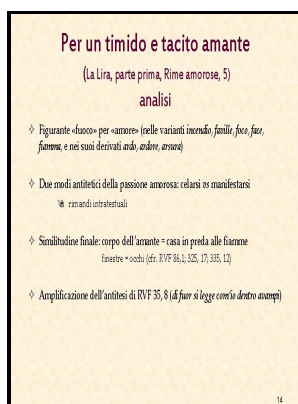 Per un timido e tacito amante
(La Lira, parte prima, Rime amorose, 5)
analisi
Figurante «fuoco» per «amore» (nelle varianti incendio, faville, foco, face,
fiamma, e nei suoi derivati ardo, ardore, arsura)
Due modi antitetici della passione amorosa: celarsi vs manifestarsi
rimandi intratestuali
Similitudine finale: corpo dell'amante = casa in preda alle fiamme
finestre = occhi (cfr. RVF 86,1; 325, 17; 335, 12)
Amplificazione dell'antitesi di RVF 35, 8 (di fuor si legge com'io dentro avampi)
14